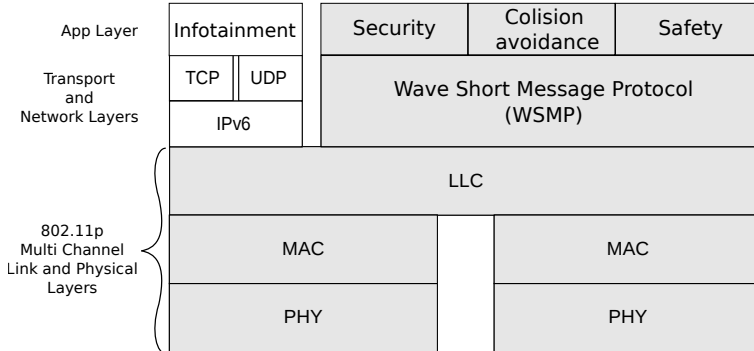 App Layer
Infotainment
Security
Colision
avoidance
Safety
Transport
and
Network Layers
TCP
UDP
IPv6
Wave Short Message Protocol
(WSMP)
LLC
802.11p
Multi Channel
Link and Physical
Layers
MAC
MAC
PHY
PHY